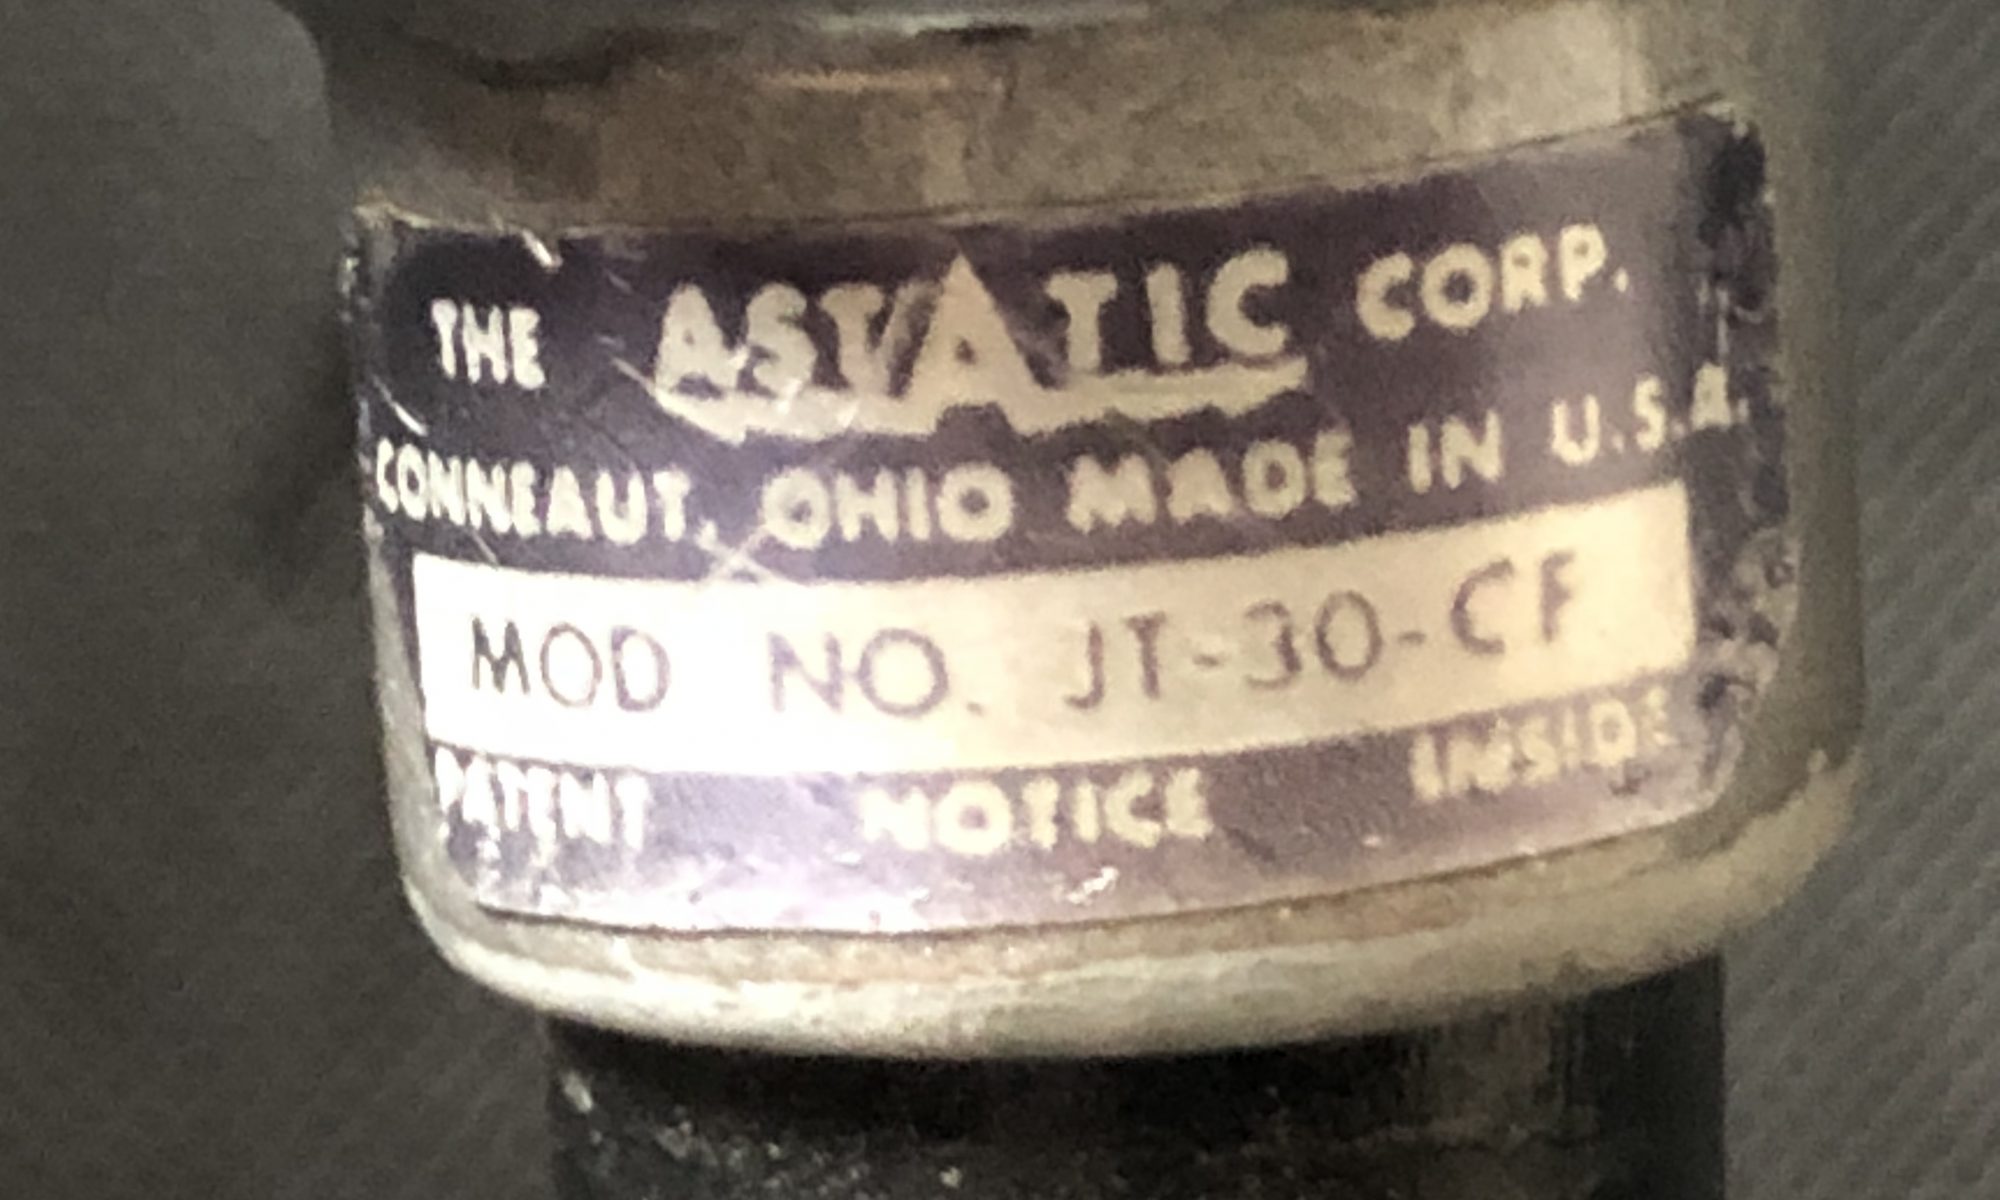 THE ASTATIC CORP.
CONNEAUT, OHIO MADE IN U.S.A.
MOD NO. JT-30-CF
PATENT NOTICE INSIDE